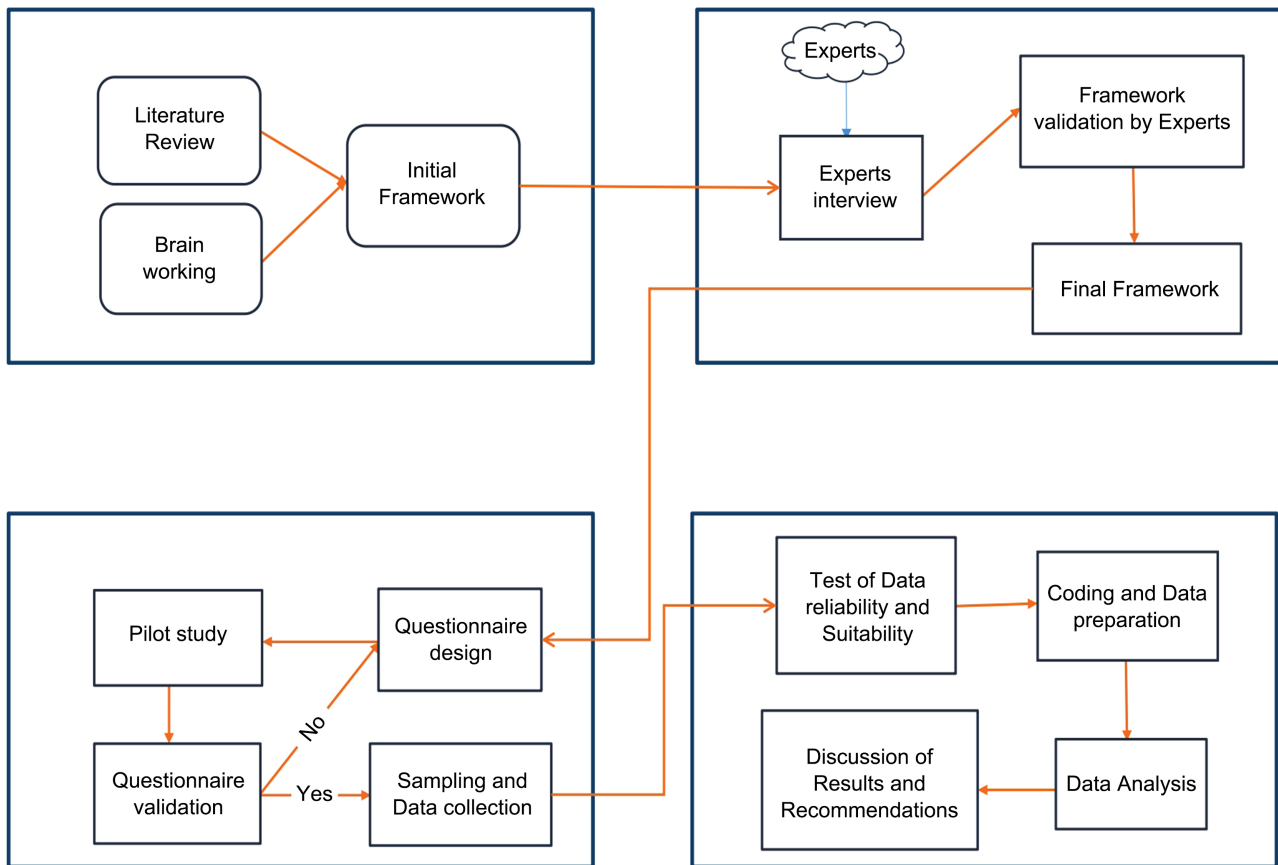 Literature
Review
Brain
working
Initial
Framework
Experts
Experts
interview
Framework
validation by Experts
Final Framework
Pilot study
Questionnaire
design
Questionnaire
validation
No
Yes
Sampling and
Data collection
Test of Data
reliability and
Suitability
Coding and Data
preparation
Discussion of
Results and
Recommendations
Data Analysis